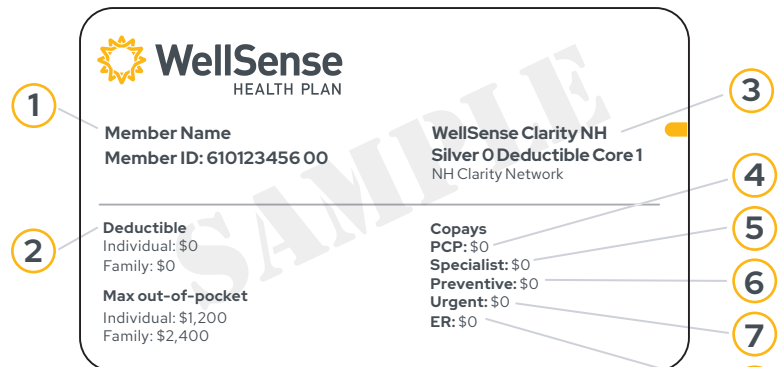 WellSense
HEALTH PLAN
SAMPLE
1
3
Member Name
Member ID: 610123456 00
WellSense Clarity NH
Silver 0 Deductible Core 1
NH Clarity Network
4
2
Deductible
Individual: $0
Family: $0
Max out-of-pocket
Individual: $1,200
Family: $2,400
Copays
PCP: $0
Specialist: $0
Preventive: $0
Urgent: $0
ER: $0
5
6
7